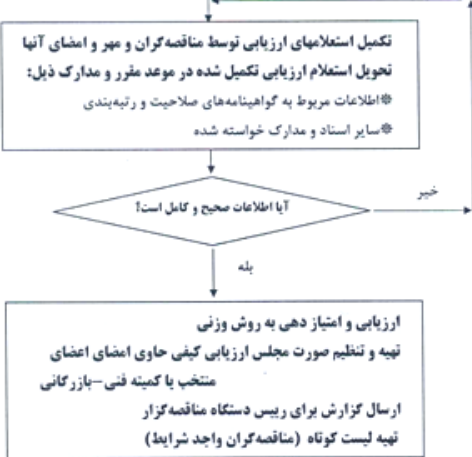 تکمیل استعلامهای ارزیابی توسط مناقصه‌گران و مهر و امضای آنها
تحویل استعلام ارزیابی تکمیل شده در موعد مقرر و مدارک ذیل:
❊اطلاعات مربوط به گواهینامه‌های صلاحیت و رتبه‌بندی
❊سایر اسناد و مدارک خواسته شده
آیا اطلاعات صحیح و کامل است؟
خیر
بله
ارزیابی و امتیاز دهی به روش وزنی
تهیه و تنظیم صورت مجلس ارزیابی کیفی حاوی امضای اعضای
منتخب یا کمیته فنی–بازرگانی
ارسال گزارش برای رییس دستگاه مناقصه‌گزار
تهیه لیست کوتاه (مناقصه‌گران واجد شرایط)